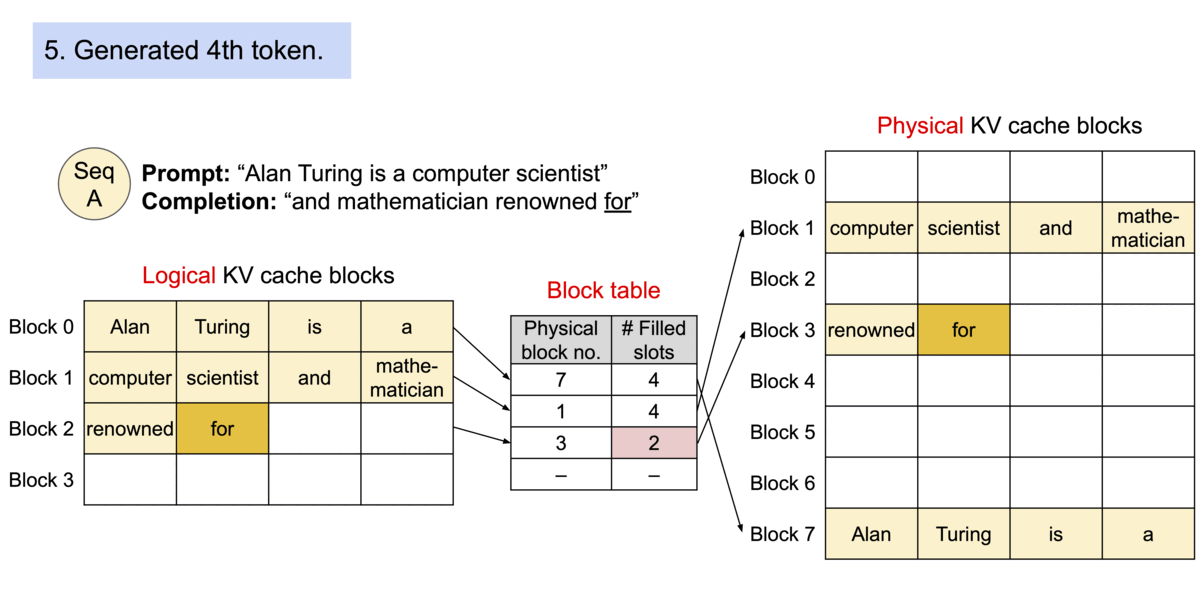 5. Generated 4th token.
Physical KV cache blocks
Seq
A
Prompt: “Alan Turing is a computer scientist”
Completion: “and mathematician renowned for”
Logical KV cache blocks
Block 0 Alan Turing is a
Block 1 computer scientist and mathe-
matician
Block 2 renowned for
Block 3
Block table
Physical
block no.
# Filled
slots
7 4
1 4
3 2
– –
Block 0
Block 1 computer scientist and mathe-
matician
Block 2
Block 3 renowned for
Block 4
Block 5
Block 6
Block 7 Alan Turing is a